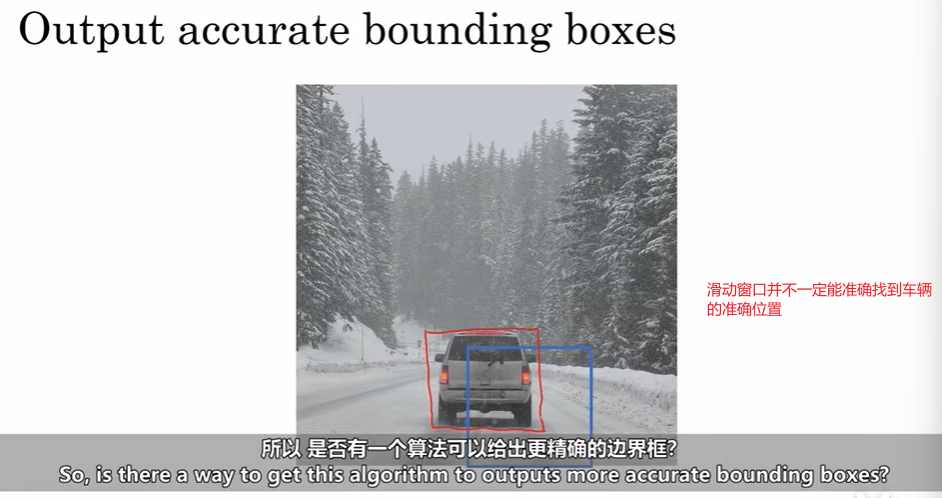 Output accurate bounding boxes
滑动窗口并不一定能准确找到车辆
的准确位置
所以 是否有一个算法可以给出更精确的边界框?
So, is there a way to get this algorithm to outputs more accurate bounding boxes?